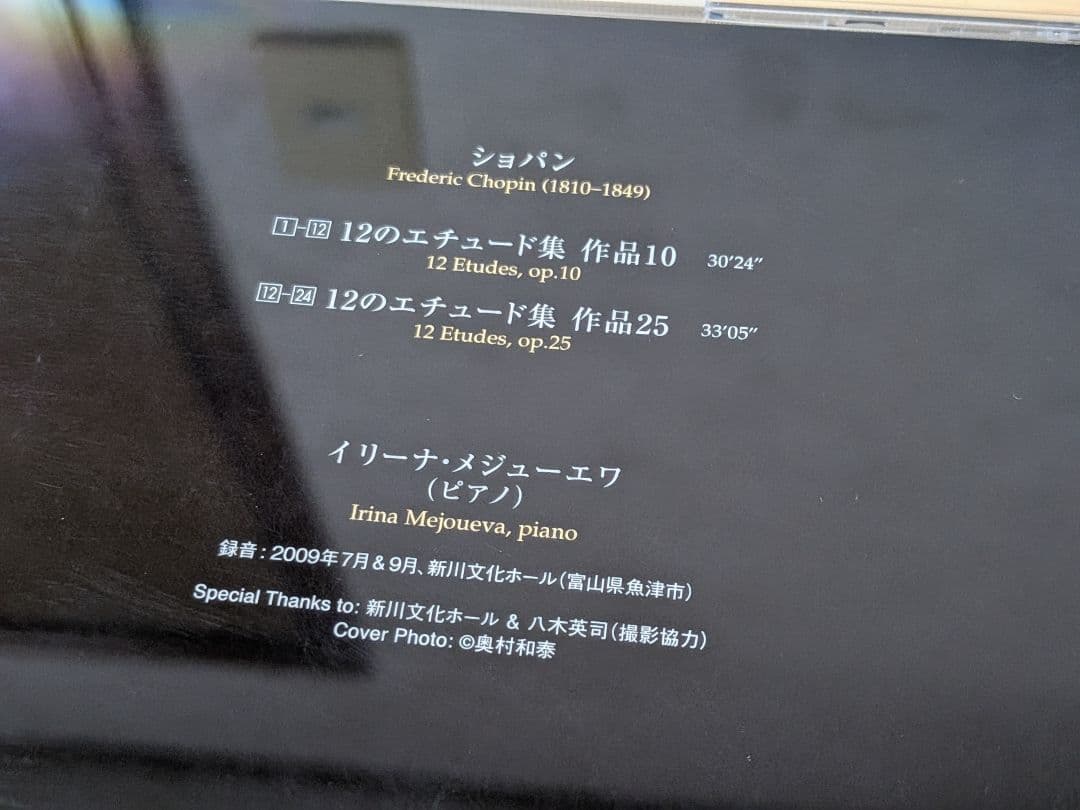 ショパン
Frederic Chopin (1810–1849)
1–12 12のエチュード集 作品10 30′24″
12 Etudes, op.10
12–24 12のエチュード集 作品25 33′05″
12 Etudes, op.25
イリーナ・メジューエワ
(ピアノ)
Irina Mejoueva, piano
録音：2009年7月＆9月、新川文化ホール（富山県魚津市）
Special Thanks to: 新川文化ホール & 八木英司（撮影協力）
Cover Photo: ©奥村和泰